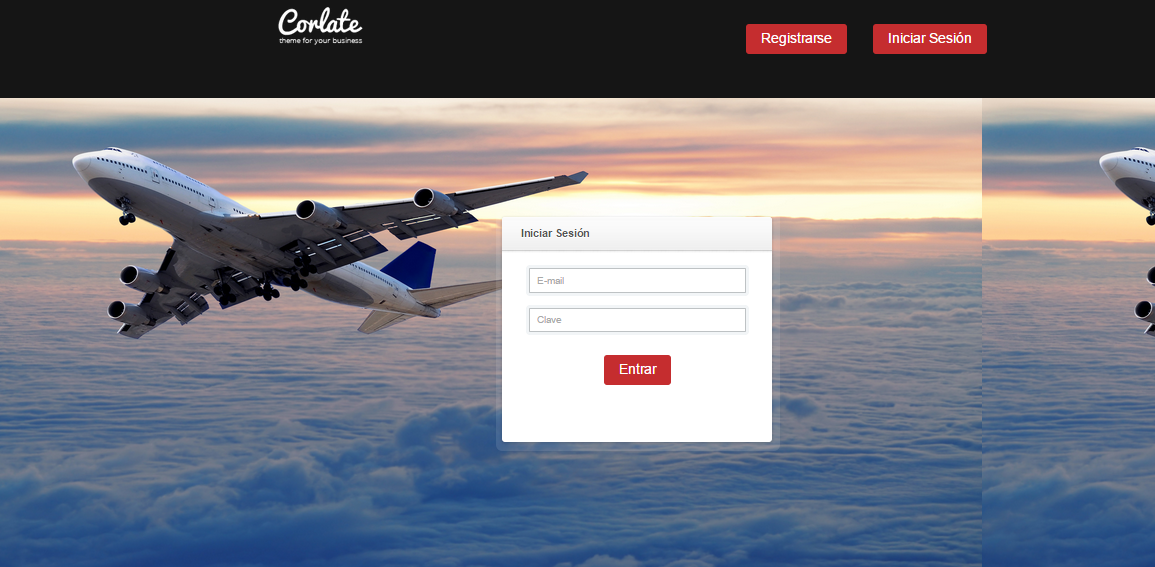 Corlate
theme for your business
Registrarse
Iniciar Sesión
Iniciar Sesión
E-mail
Clave
Entrar